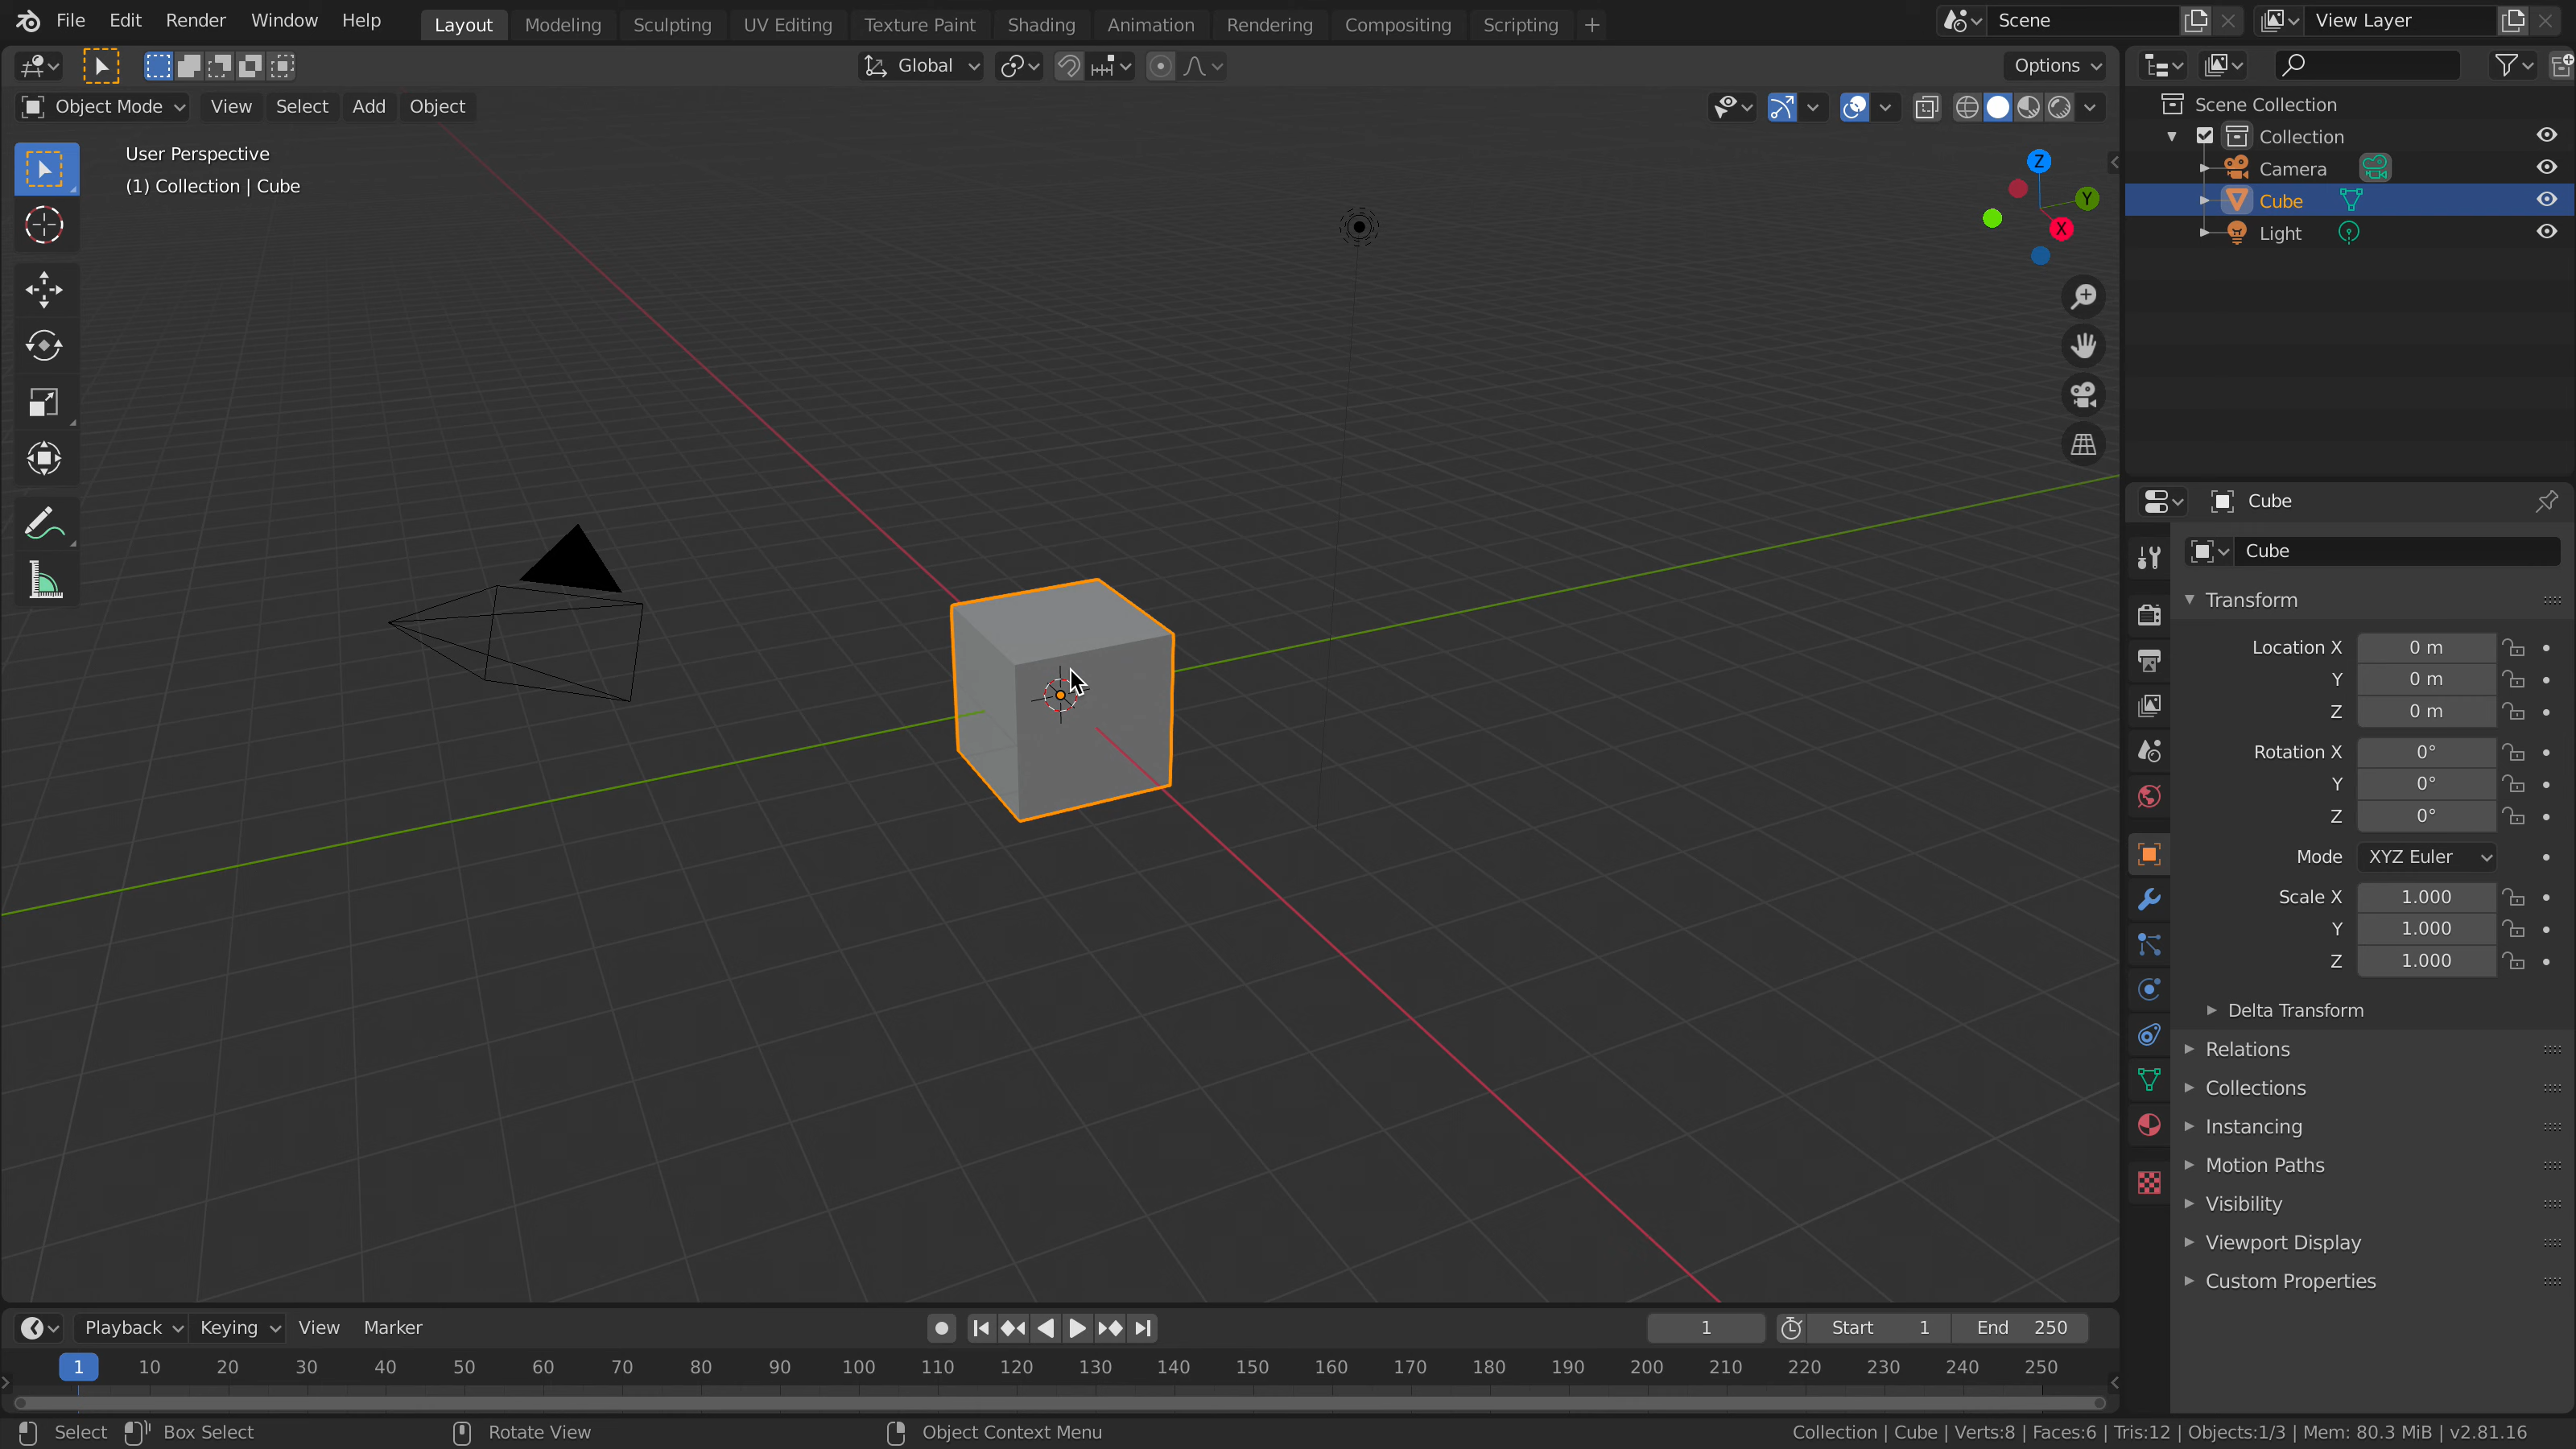 File Edit Render Window Help Layout Modeling Sculpting UV Editing Texture Paint Shading Animation Rendering Compositing Scripting + Scene View Layer
Global Options
Object Mode View Select Add Object
User Perspective
(1) Collection | Cube
Z
Y
X
Scene Collection
Collection
Camera
Cube
Light
Cube
Cube
Transform
Location X 0 m
Y 0 m
Z 0 m
Rotation X 0°
Y 0°
Z 0°
Mode XYZ Euler
Scale X 1.000
Y 1.000
Z 1.000
Delta Transform
Relations
Collections
Instancing
Motion Paths
Visibility
Viewport Display
Custom Properties
Playback Keying View Marker 1 Start 1 End 250
1 10 20 30 40 50 60 70 80 90 100 110 120 130 140 150 160 170 180 190 200 210 220 230 240 250
Select Box Select Rotate View Object Context Menu Collection | Cube | Verts:8 | Faces:6 | Tris:12 | Objects:1/3 | Mem: 80.3 MiB | v2.81.16